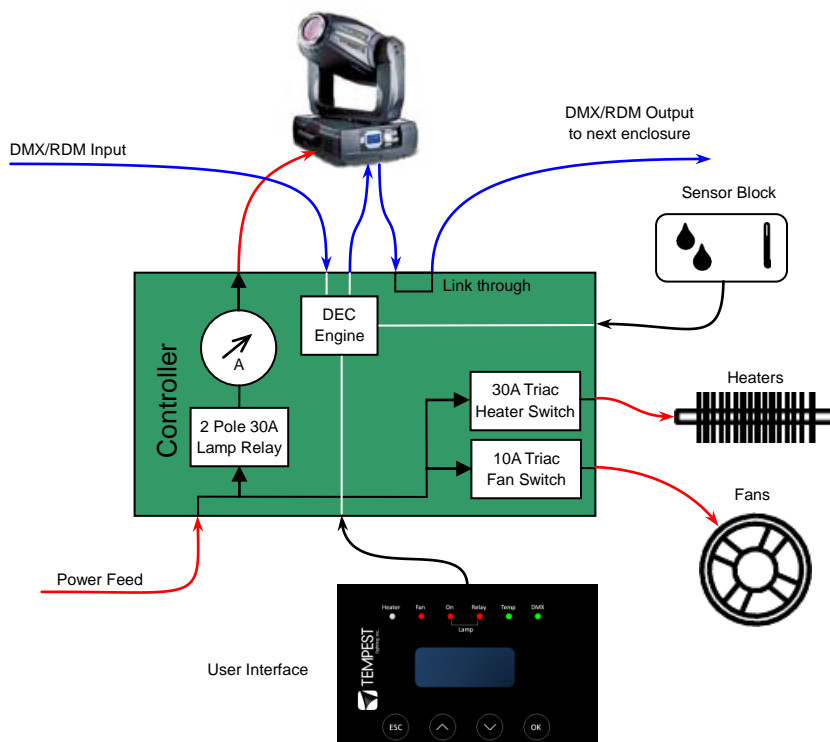 DMX/RDM Input
DMX/RDM Output
to next enclosure
Sensor Block
Link through
DEC
Engine
A
Controller
2 Pole 30A
Lamp Relay
30A Triac
Heater Switch
10A Triac
Fan Switch
Heaters
Fans
Power Feed
User Interface
Heater Fan On Relay Temp DMX
Lamp
TEMPEST
lighting inc.
ESC
OK